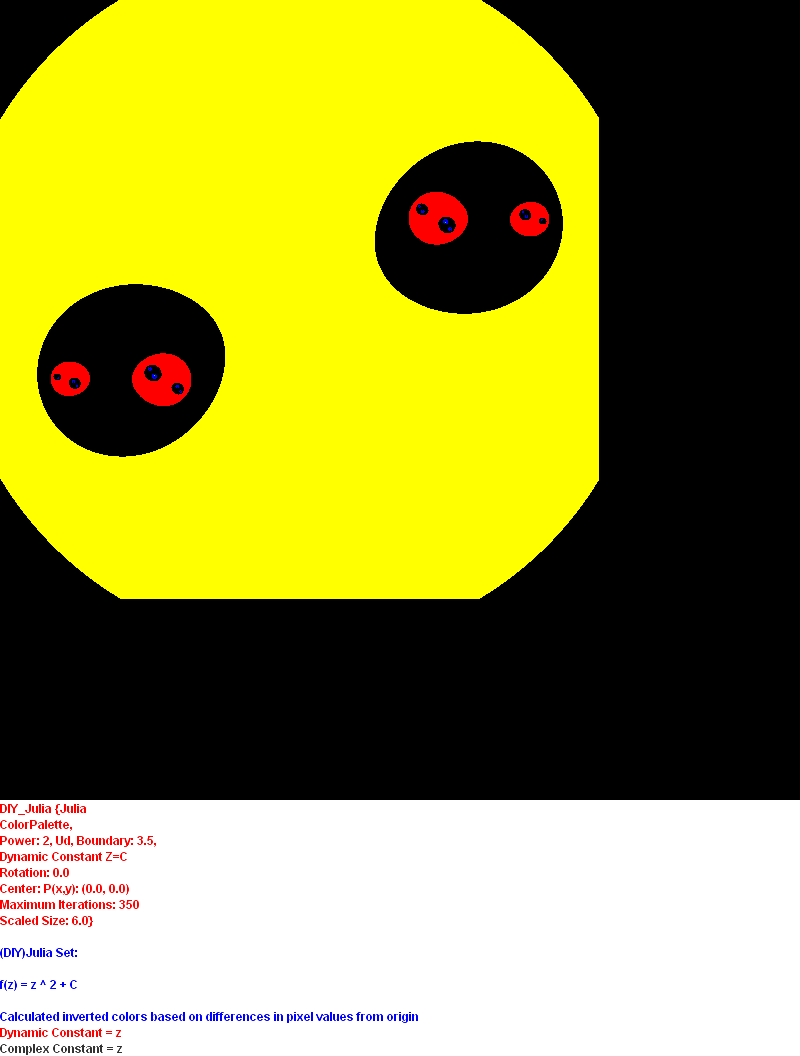 DIY_Julia {Julia
ColorPalette,
Power: 2, Ud, Boundary: 3.5,
Dynamic Constant Z=C
Rotation: 0.0
Center: P(x,y): (0.0, 0.0)
Maximum Iterations: 350
Scaled Size: 6.0}
(DIY)Julia Set:
f(z) = z ^ 2 + C
Calculated inverted colors based on differences in pixel values from origin
Dynamic Constant = z
Complex Constant = z